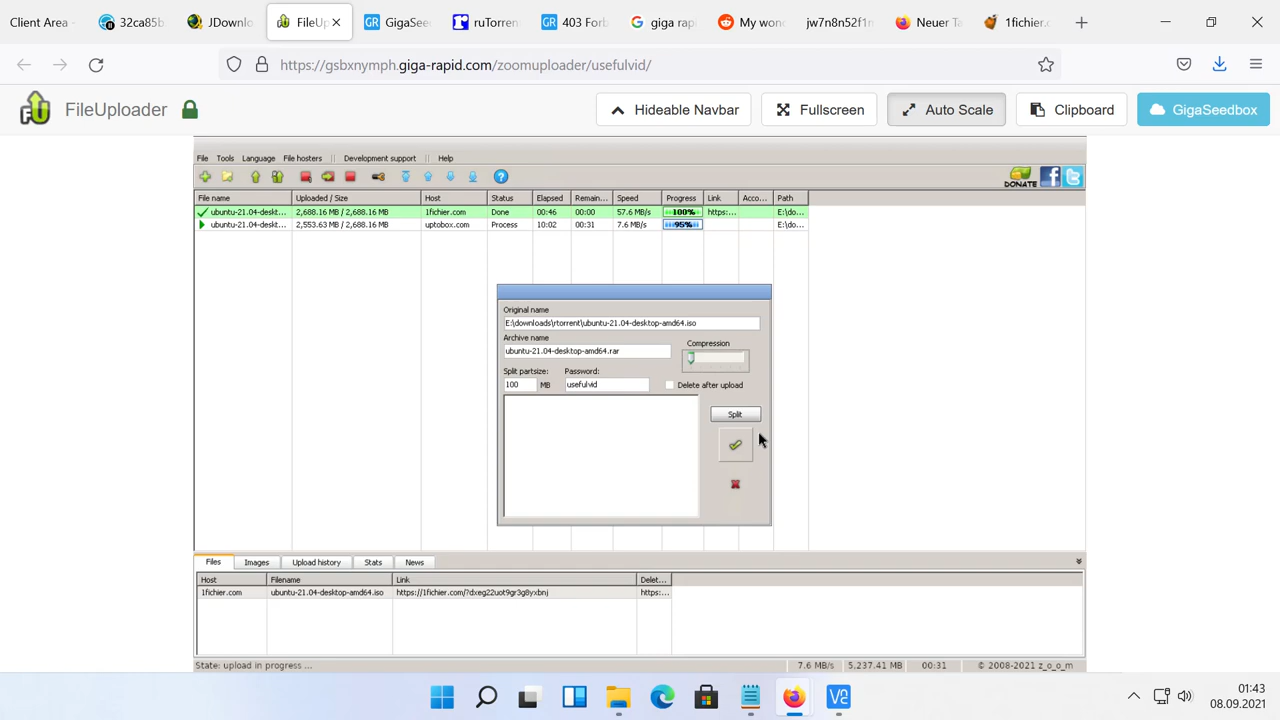 Client Area -
32ca85b
JDownlo
FileUp
GigaSee
ruTorren
403 Forb
giga rapi
My wond
jw7n8n52f1n
Neuer Ta
1fichier.c
https://gsbxnymph.giga-rapid.com/zoomuploader/usefulvid/
FileUploader
Hideable Navbar
Fullscreen
Auto Scale
Clipboard
GigaSeedbox
File Tools Language File hosters Development support Help
DONATE
File name Uploaded / Size Host Status Elapsed Remain... Speed Progress Link Acco... Path
ubuntu-21.04-deskt... 2,688.16 MB / 2,688.16 MB 1fichier.com Done 00:46 00:00 57.6 MB/s 100% https:... E:\do...
ubuntu-21.04-deskt... 2,553.63 MB / 2,688.16 MB uptobox.com Process 10:02 00:31 7.6 MB/s 95% E:\do...
Original name
E:\downloads\rtorrent\ubuntu-21.04-desktop-amd64.iso
Archive name
Compression
ubuntu-21.04-desktop-amd64.rar
Split partsize: Password:
100 MB usefulvid Delete after upload
Split
Files Images Upload history Stats News
Host Filename Link Delet...
1fichier.com ubuntu-21.04-desktop-amd64.iso https://1fichier.com/?dxeg22uot9gr3g8yxbnj https:...
State: upload in progress ... 7.6 MB/s 5,237.41 MB 00:31 © 2008-2021 z_o_o_m
01:43
08.09.2021